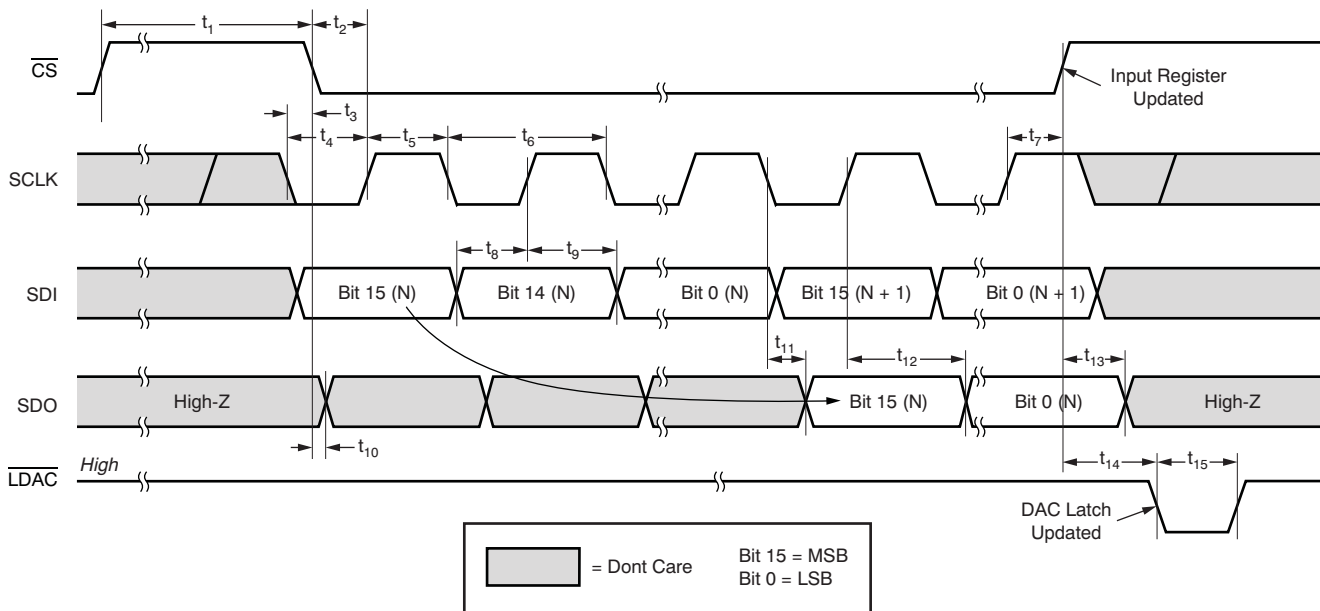 t1
t2
CS
Input Register
Updated
t3
t4
t5
t6
t7
SCLK
t8
t9
SDI
Bit 15 (N)
Bit 14 (N)
Bit 0 (N)
Bit 15 (N + 1)
Bit 0 (N + 1)
t11
t12
t13
SDO
High-Z
Bit 15 (N)
Bit 0 (N)
High-Z
t10
High
LDAC
t14
t15
DAC Latch
Updated
= Dont Care
Bit 15 = MSB
Bit 0 = LSB